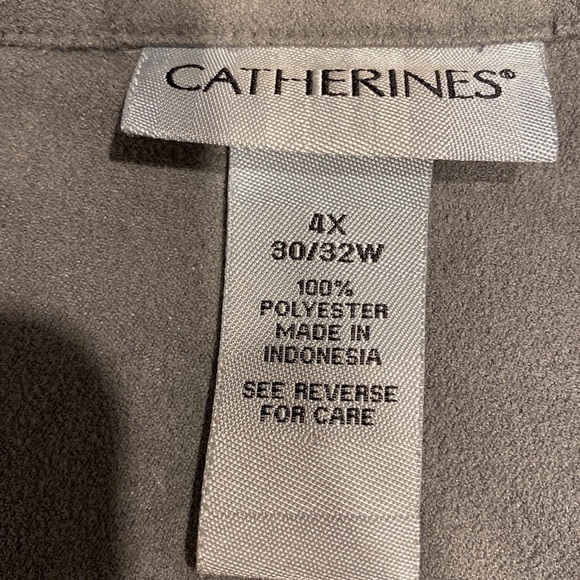 CATHERINES®
4X
30/32W
100%
POLYESTER
MADE IN
INDONESIA
SEE REVERSE
FOR CARE